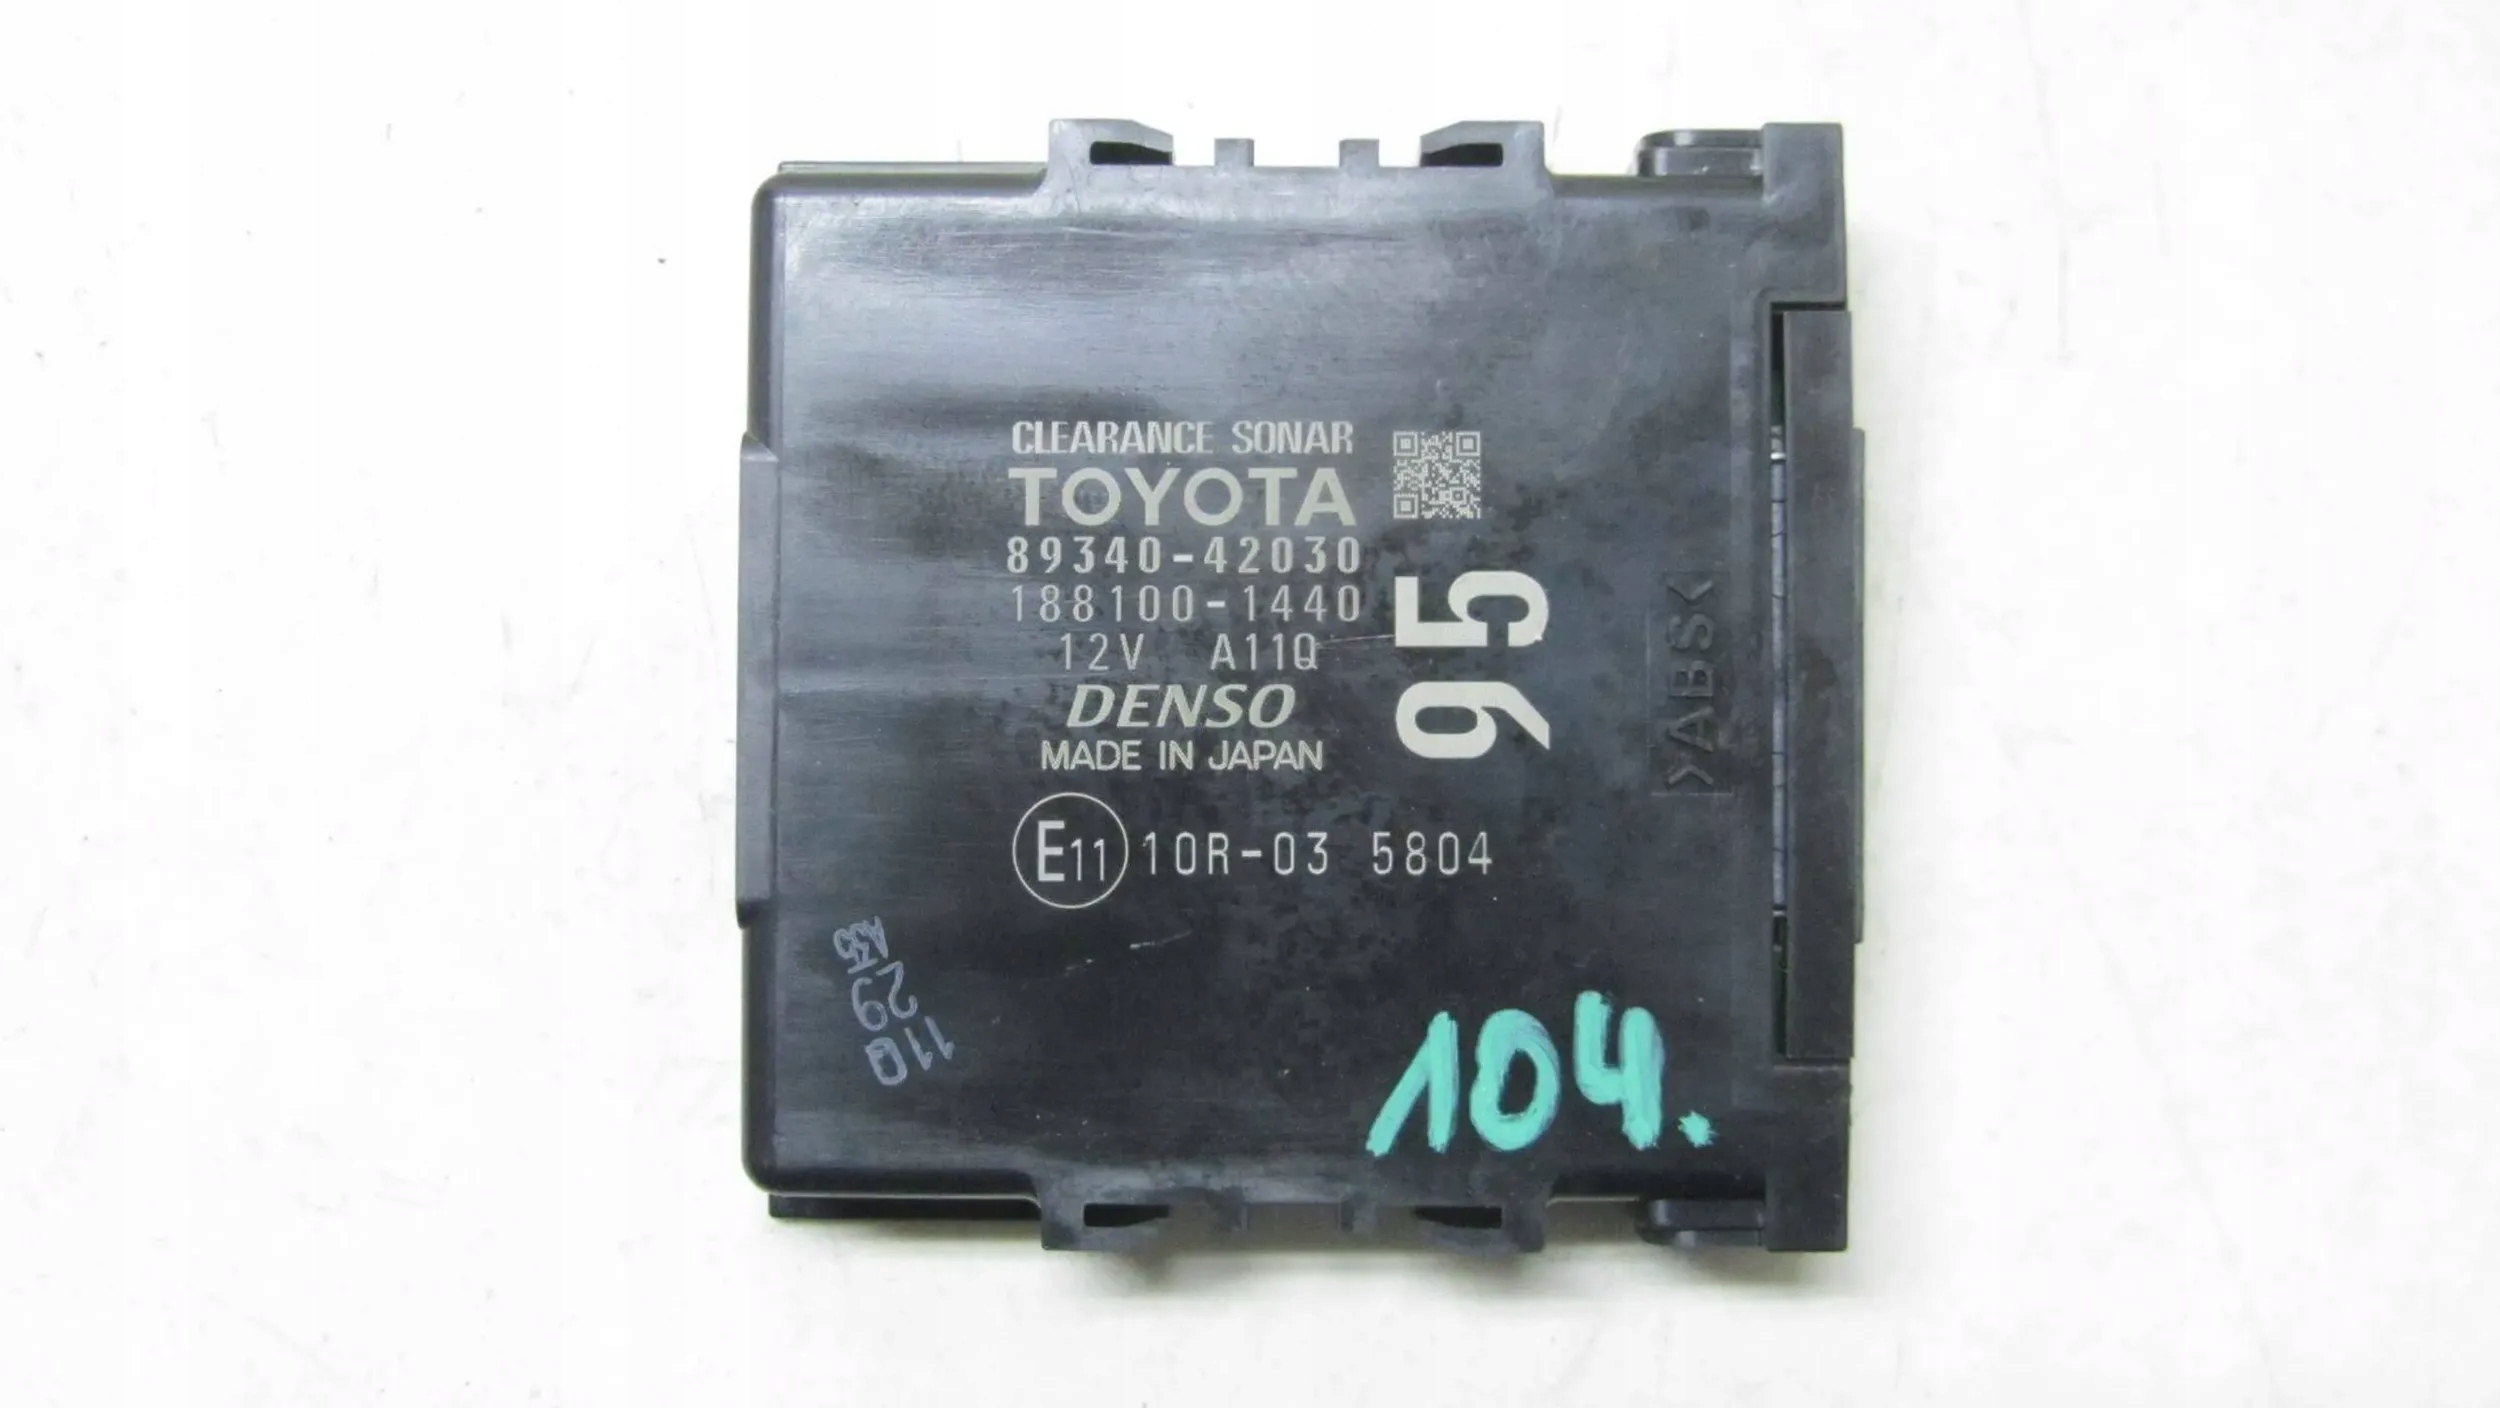 CLEARANCE SONAR
TOYOTA
89340-42030
188100-1440
12V A11Q
DENSO
MADE IN JAPAN
95
>ABS<
E11 10R-03 5804
A35
29
11Q
104.